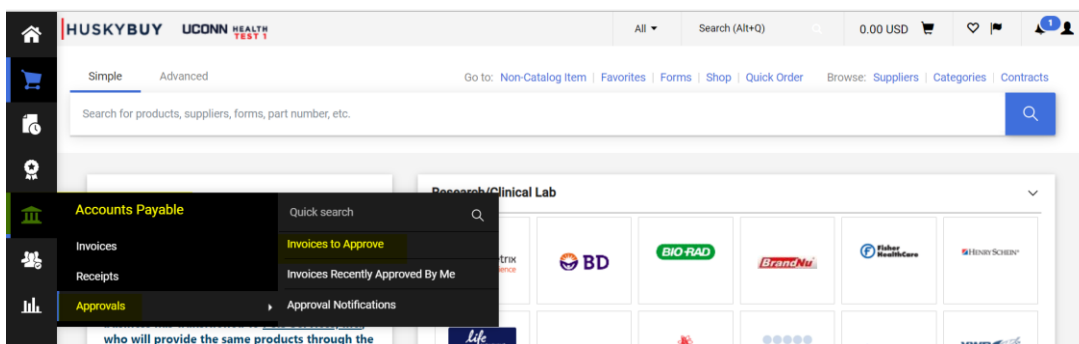 HUSKYBUY UCONN HEALTH TEST 1 All Search (Alt+Q) 0.00 USD 1
Simple Advanced Go to: Non-Catalog Item | Favorites | Forms | Shop | Quick Order Browse: Suppliers | Categories | Contracts
Search for products, suppliers, forms, part number, etc.
Research/Clinical Lab
Accounts Payable
Invoices
Receipts
Approvals
Quick search
Invoices to Approve
Invoices Recently Approved By Me
Approval Notifications
BD
BIO-RAD
BrandNu
Fisher HealthCare
HENRY SCHEIN
who will provide the same products through the
life